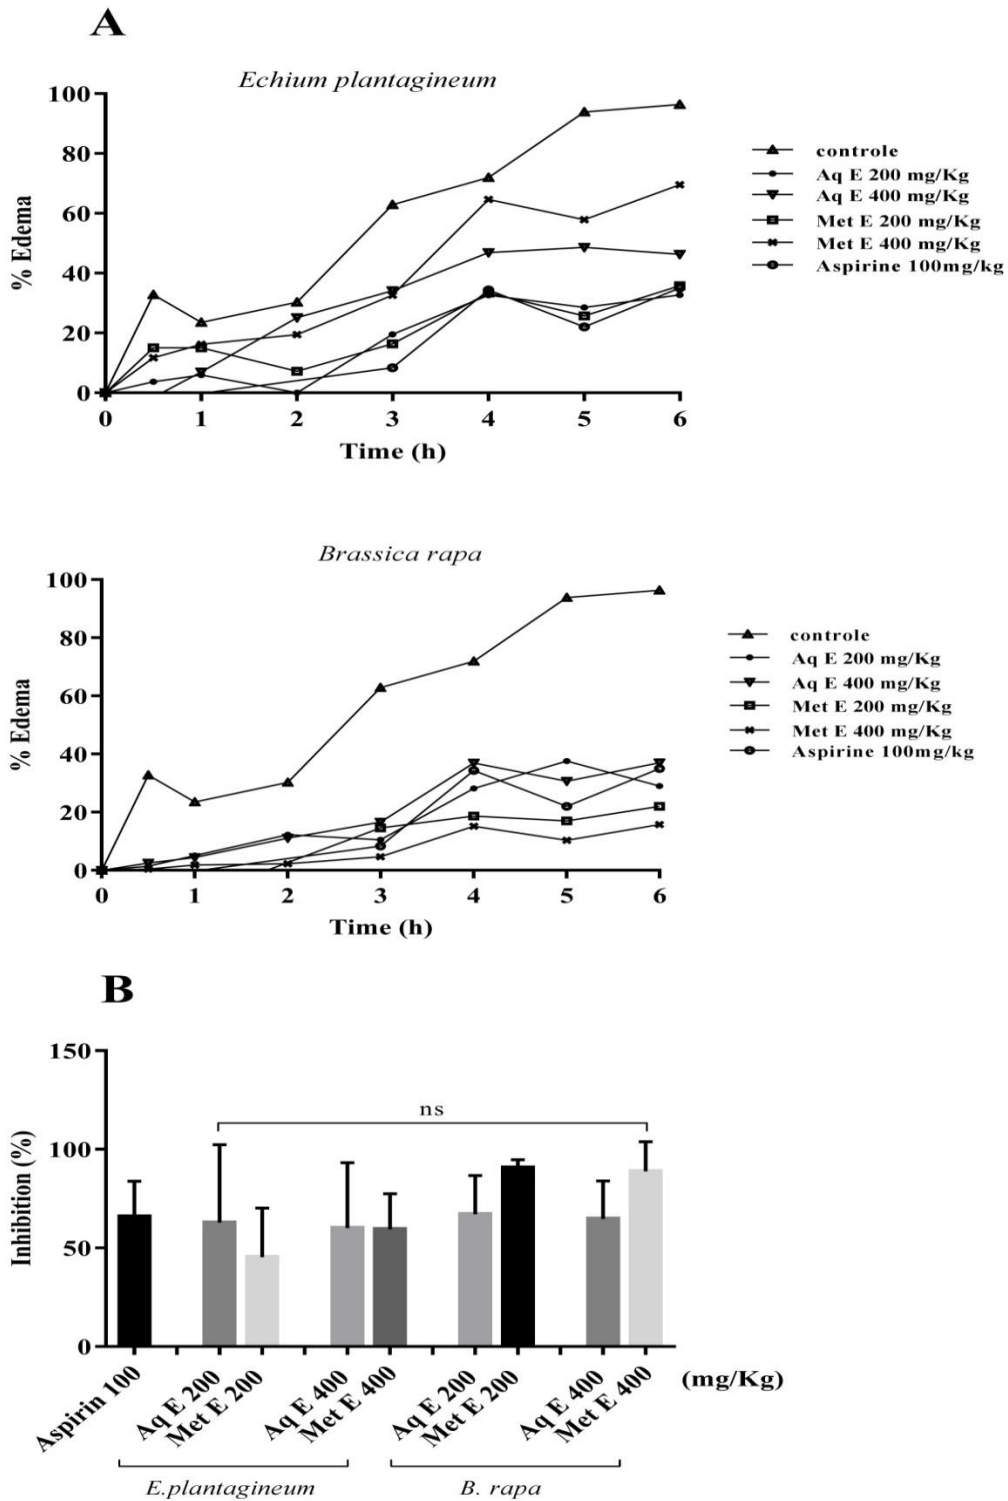 A
Echium plantagineum
100
80
60
40
20
0
% Edema
0 1 2 3 4 5 6
Time (h)
controle
Aq E 200 mg/Kg
Aq E 400 mg/Kg
Met E 200 mg/Kg
Met E 400 mg/Kg
Aspirine 100mg/kg
Brassica rapa
100
80
60
40
20
0
% Edema
0 1 2 3 4 5 6
Time (h)
controle
Aq E 200 mg/Kg
Aq E 400 mg/Kg
Met E 200 mg/Kg
Met E 400 mg/Kg
Aspirine 100mg/kg
B
150
100
50
0
Inhibition (%)
ns
Aspirin 100
Aq E 200
Met E 200
Aq E 400
Met E 400
Aq E 200
Met E 200
Aq E 400
Met E 400
(mg/Kg)
E.plantagineum
B. rapa